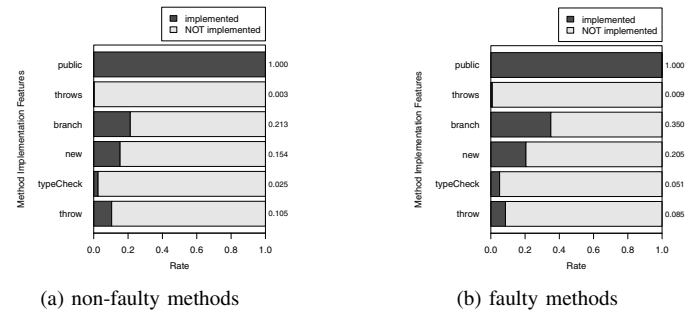 implemented
NOT implemented
Method Implementation Features
public
1.000
throws
0.003
branch
0.213
new
0.154
typeCheck
0.025
throw
0.105
0.0 0.2 0.4 0.6 0.8 1.0
Rate
(a) non-faulty methods
implemented
NOT implemented
Method Implementation Features
public
1.000
throws
0.009
branch
0.350
new
0.205
typeCheck
0.051
throw
0.085
0.0 0.2 0.4 0.6 0.8 1.0
Rate
(b) faulty methods